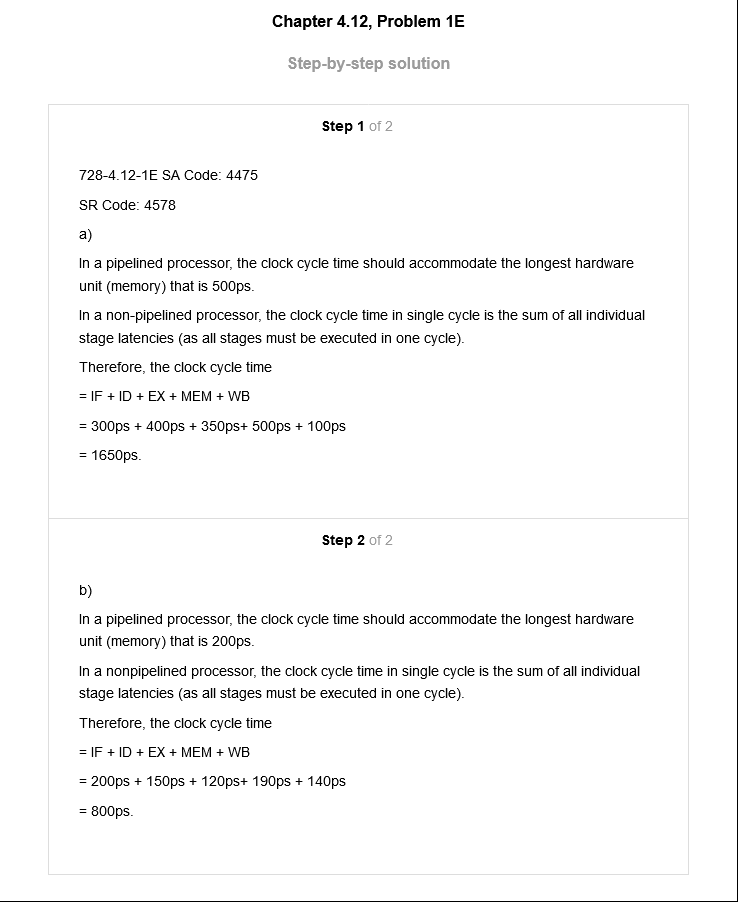 Chapter 4.12, Problem 1E
Step-by-step solution
Step 1 of 2
728-4.12-1E SA Code: 4475
SR Code: 4578
a)
In a pipelined processor, the clock cycle time should accommodate the longest hardware
unit (memory) that is 500ps.
In a non-pipelined processor, the clock cycle time in single cycle is the sum of all individual
stage latencies (as all stages must be executed in one cycle).
Therefore, the clock cycle time
= IF + ID + EX + MEM + WB
= 300ps + 400ps + 350ps+ 500ps + 100ps
= 1650ps.
Step 2 of 2
b)
In a pipelined processor, the clock cycle time should accommodate the longest hardware
unit (memory) that is 200ps.
In a nonpipelined processor, the clock cycle time in single cycle is the sum of all individual
stage latencies (as all stages must be executed in one cycle).
Therefore, the clock cycle time
= IF + ID + EX + MEM + WB
= 200ps + 150ps + 120ps+ 190ps + 140ps
= 800ps.